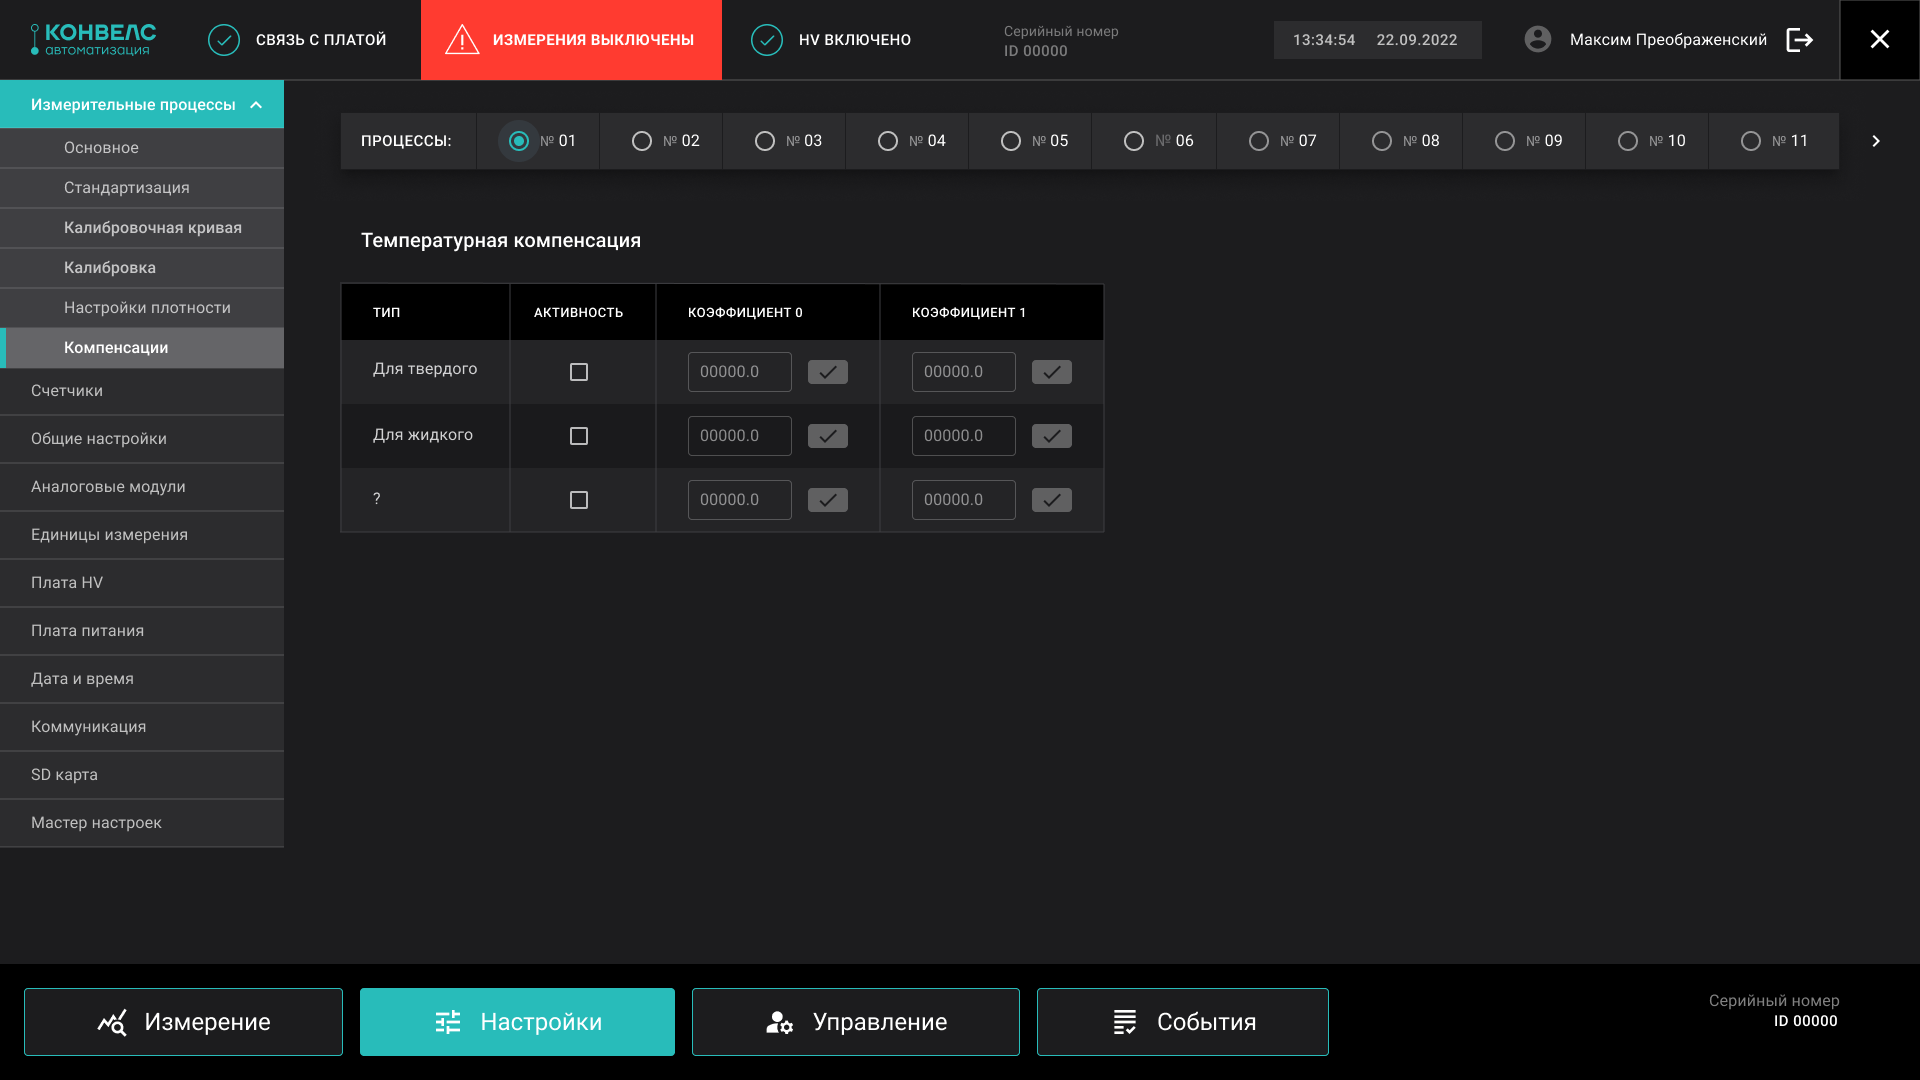 КОНВЕЛС
автоматизация
СВЯЗЬ С ПЛАТОЙ
ИЗМЕРЕНИЯ ВЫКЛЮЧЕНЫ
HV ВКЛЮЧЕНО
Серийный номер
ID 00000
13:34:54 22.09.2022
Максим Преображенский
Измерительные процессы
Основное
Стандартизация
Калибровочная кривая
Калибровка
Настройки плотности
Компенсации
Счетчики
Общие настройки
Аналоговые модули
Единицы измерения
Плата HV
Плата питания
Дата и время
Коммуникация
SD карта
Мастер настроек
ПРОЦЕССЫ: № 01 № 02 № 03 № 04 № 05 № 06 № 07 № 08 № 09 № 10 № 11
Температурная компенсация
ТИП АКТИВНОСТЬ КОЭФФИЦИЕНТ 0 КОЭФФИЦИЕНТ 1
Для твердого 00000.0 00000.0
Для жидкого 00000.0 00000.0
? 00000.0 00000.0
Измерение
Настройки
Управление
События
Серийный номер
ID 00000